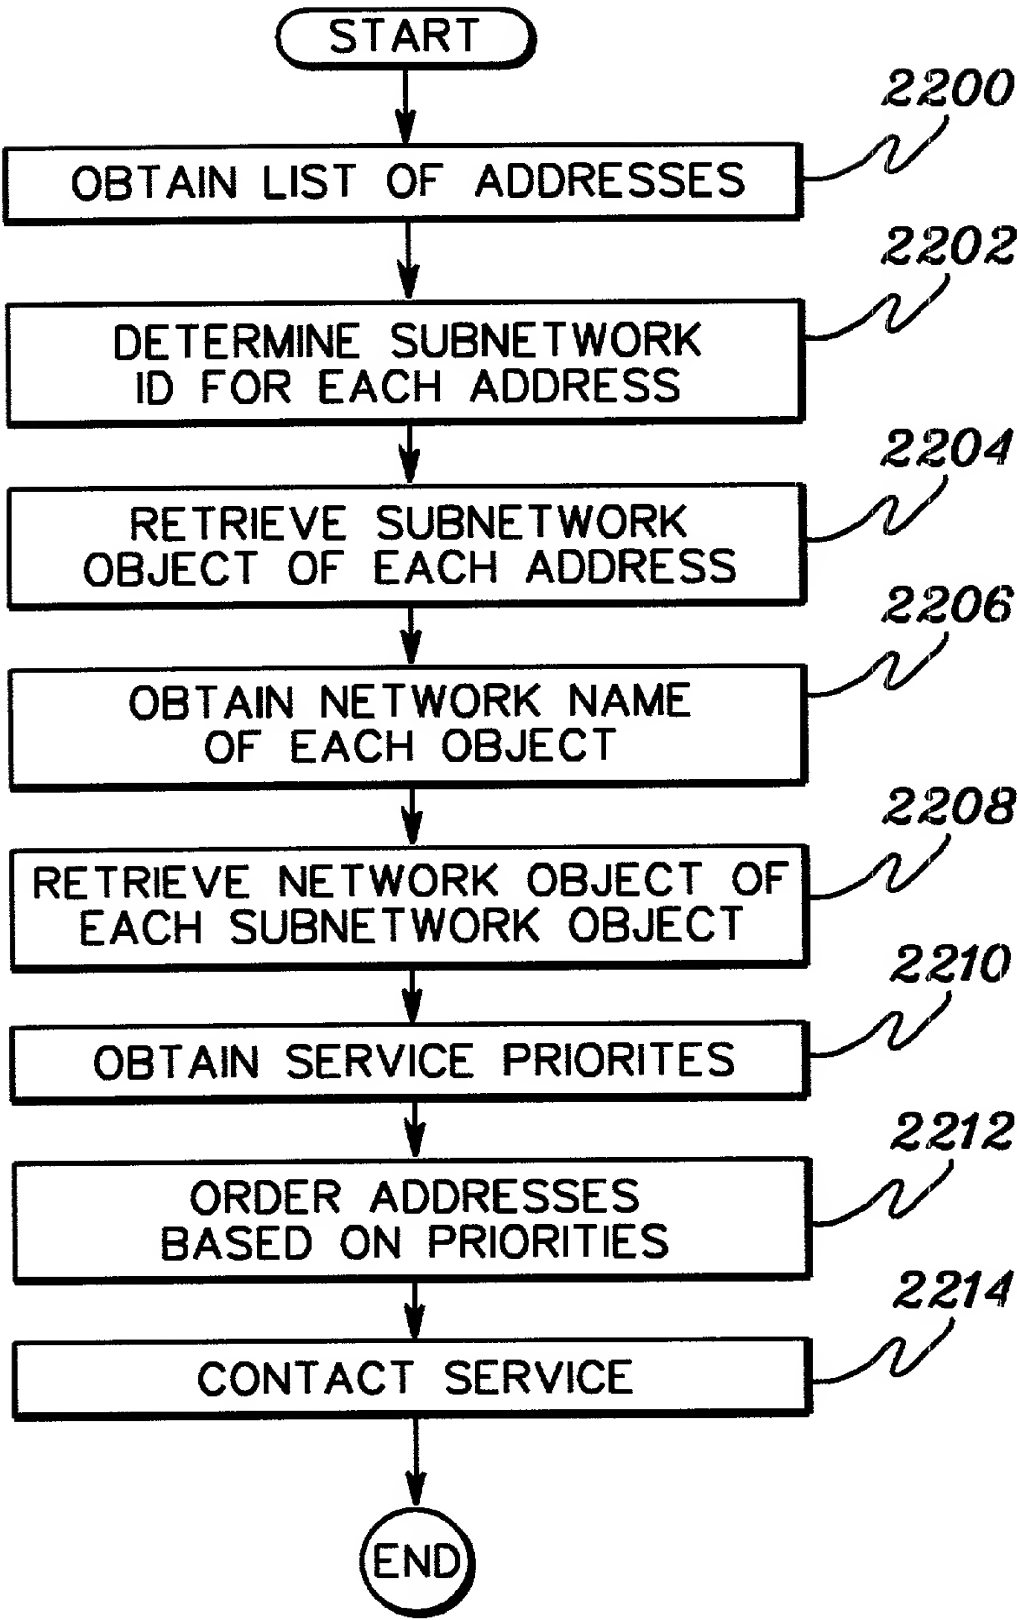 START
2200
OBTAIN LIST OF ADDRESSES
2202
DETERMINE SUBNETWORK
ID FOR EACH ADDRESS
2204
RETRIEVE SUBNETWORK
OBJECT OF EACH ADDRESS
2206
OBTAIN NETWORK NAME
OF EACH OBJECT
2208
RETRIEVE NETWORK OBJECT OF
EACH SUBNETWORK OBJECT
2210
OBTAIN SERVICE PRIORITES
2212
ORDER ADDRESSES
BASED ON PRIORITIES
2214
CONTACT SERVICE
END